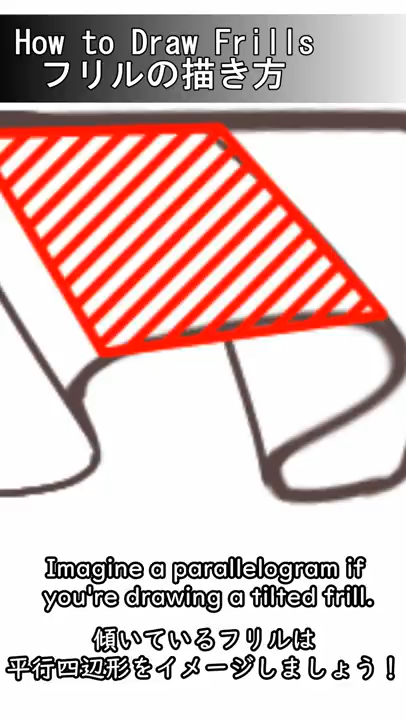 How to Draw Frills
フリルの描き方
Imagine a parallelogram if
you're drawing a tilted frill.
傾いているフリルは
平行四辺形をイメージしましょう！